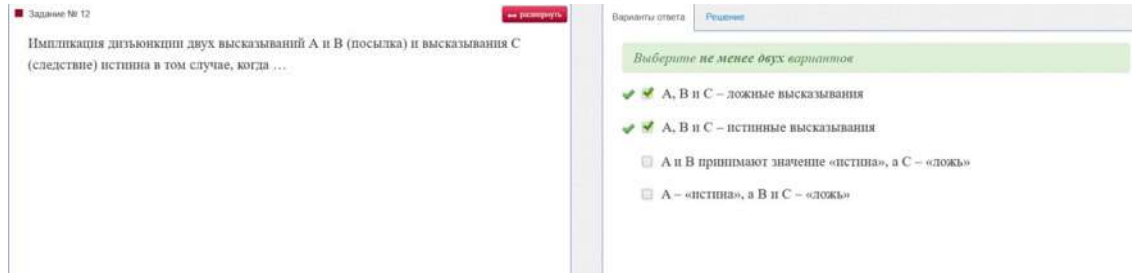 Задание № 12
развернуть
Импликация дизъюнкции двух высказываний А и В (посылка) и высказывания С
(следствие) истинна в том случае, когда …
Варианты ответа
Решение
Выберите не менее двух вариантов
А, В и С – ложные высказывания
А, В и С – истинные высказывания
А и В принимают значение «истина», а С – «ложь»
А – «истина», а В и С – «ложь»